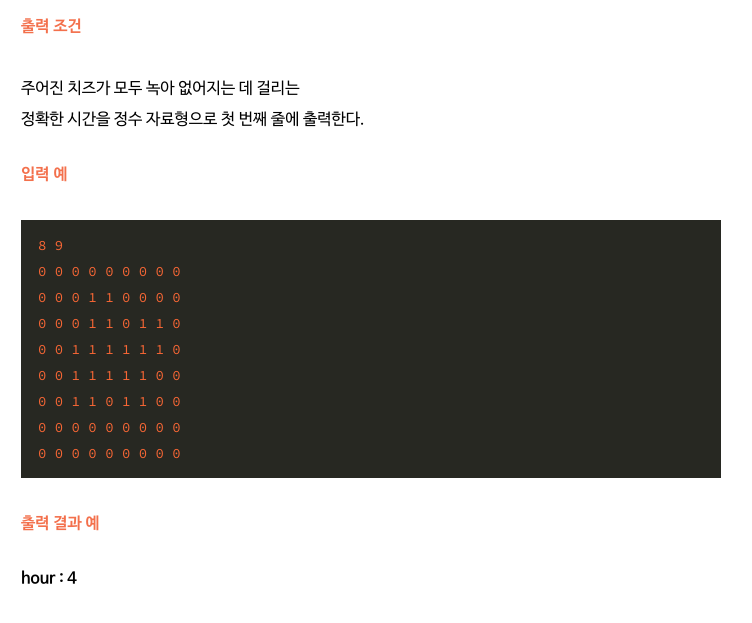 출력 조건
주어진 치즈가 모두 녹아 없어지는 데 걸리는
정확한 시간을 정수 자료형으로 첫 번째 줄에 출력한다.
입력 예
8 9
0 0 0 0 0 0 0 0 0
0 0 0 1 1 0 0 0 0
0 0 0 1 1 0 1 1 0
0 0 1 1 1 1 1 1 0
0 0 1 1 1 1 1 0 0
0 0 1 1 0 1 1 0 0
0 0 0 0 0 0 0 0 0
0 0 0 0 0 0 0 0 0
출력 결과 예
hour : 4